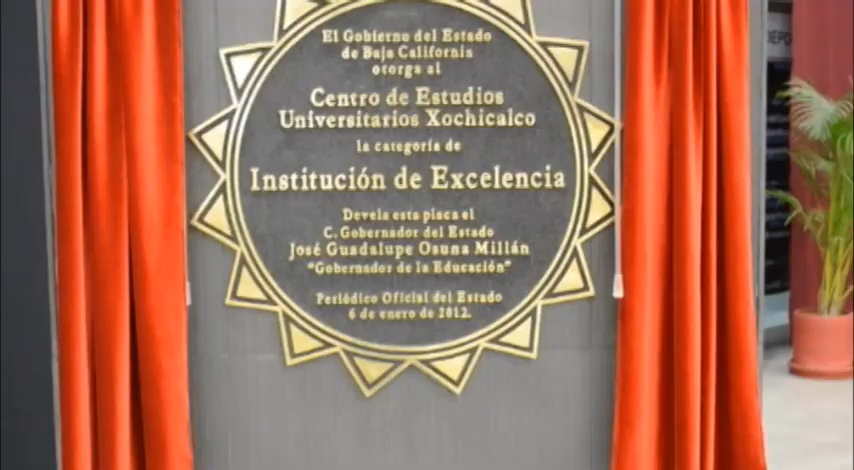 El Gobierno del Estado
de Baja California
otorga al
Centro de Estudios
Universitarios Xochicalco
la categoría de
Institución de Excelencia
Devela esta placa el
C. Gobernador del Estado
José Guadalupe Osuna Millán
"Gobernador de la Educación"
Periódico Oficial del Estado
6 de enero de 2012.